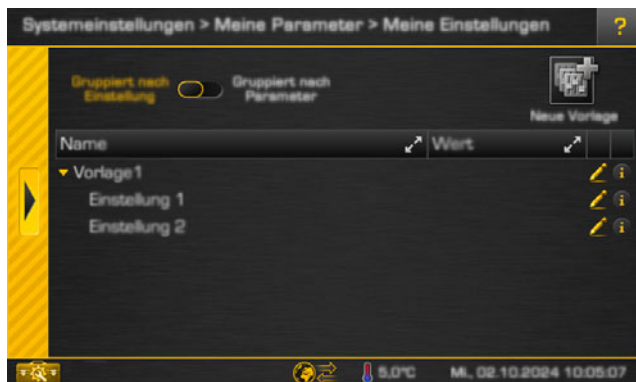 Systemeinstellungen > Meine Parameter > Meine Einstellungen
?
Gruppiert nach
Einstellung
Gruppiert nach
Parameter
Neue Vorlage
Name
Wert
Vorlage1
Einstellung 1
Einstellung 2
5,0°C
Mi., 02.10.2024 10:05:07